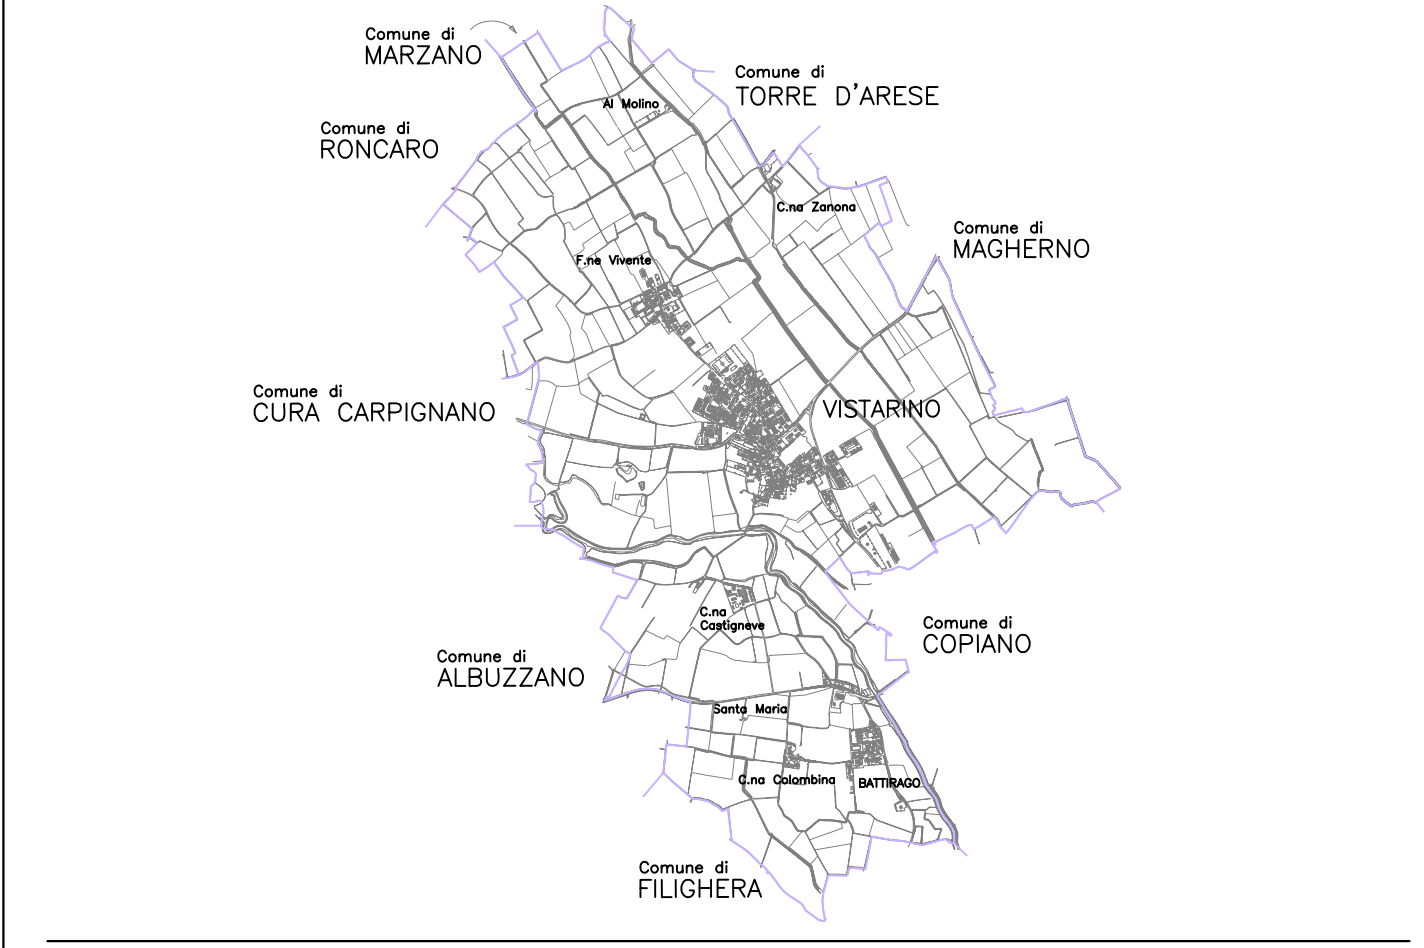 Comune di
MARZANO
Comune di
TORRE D'ARESE
Al Molino
Comune di
RONCARO
C.na Zanona
Comune di
MAGHERNO
F.ne Vivente
Comune di
CURA CARPIGNANO
VISTARINO
C.na
Castigneve
Comune di
COPIANO
Comune di
ALBUZZANO
Santa Maria
C.na Colombina
BATTIRAGO
Comune di
FILIGHERA